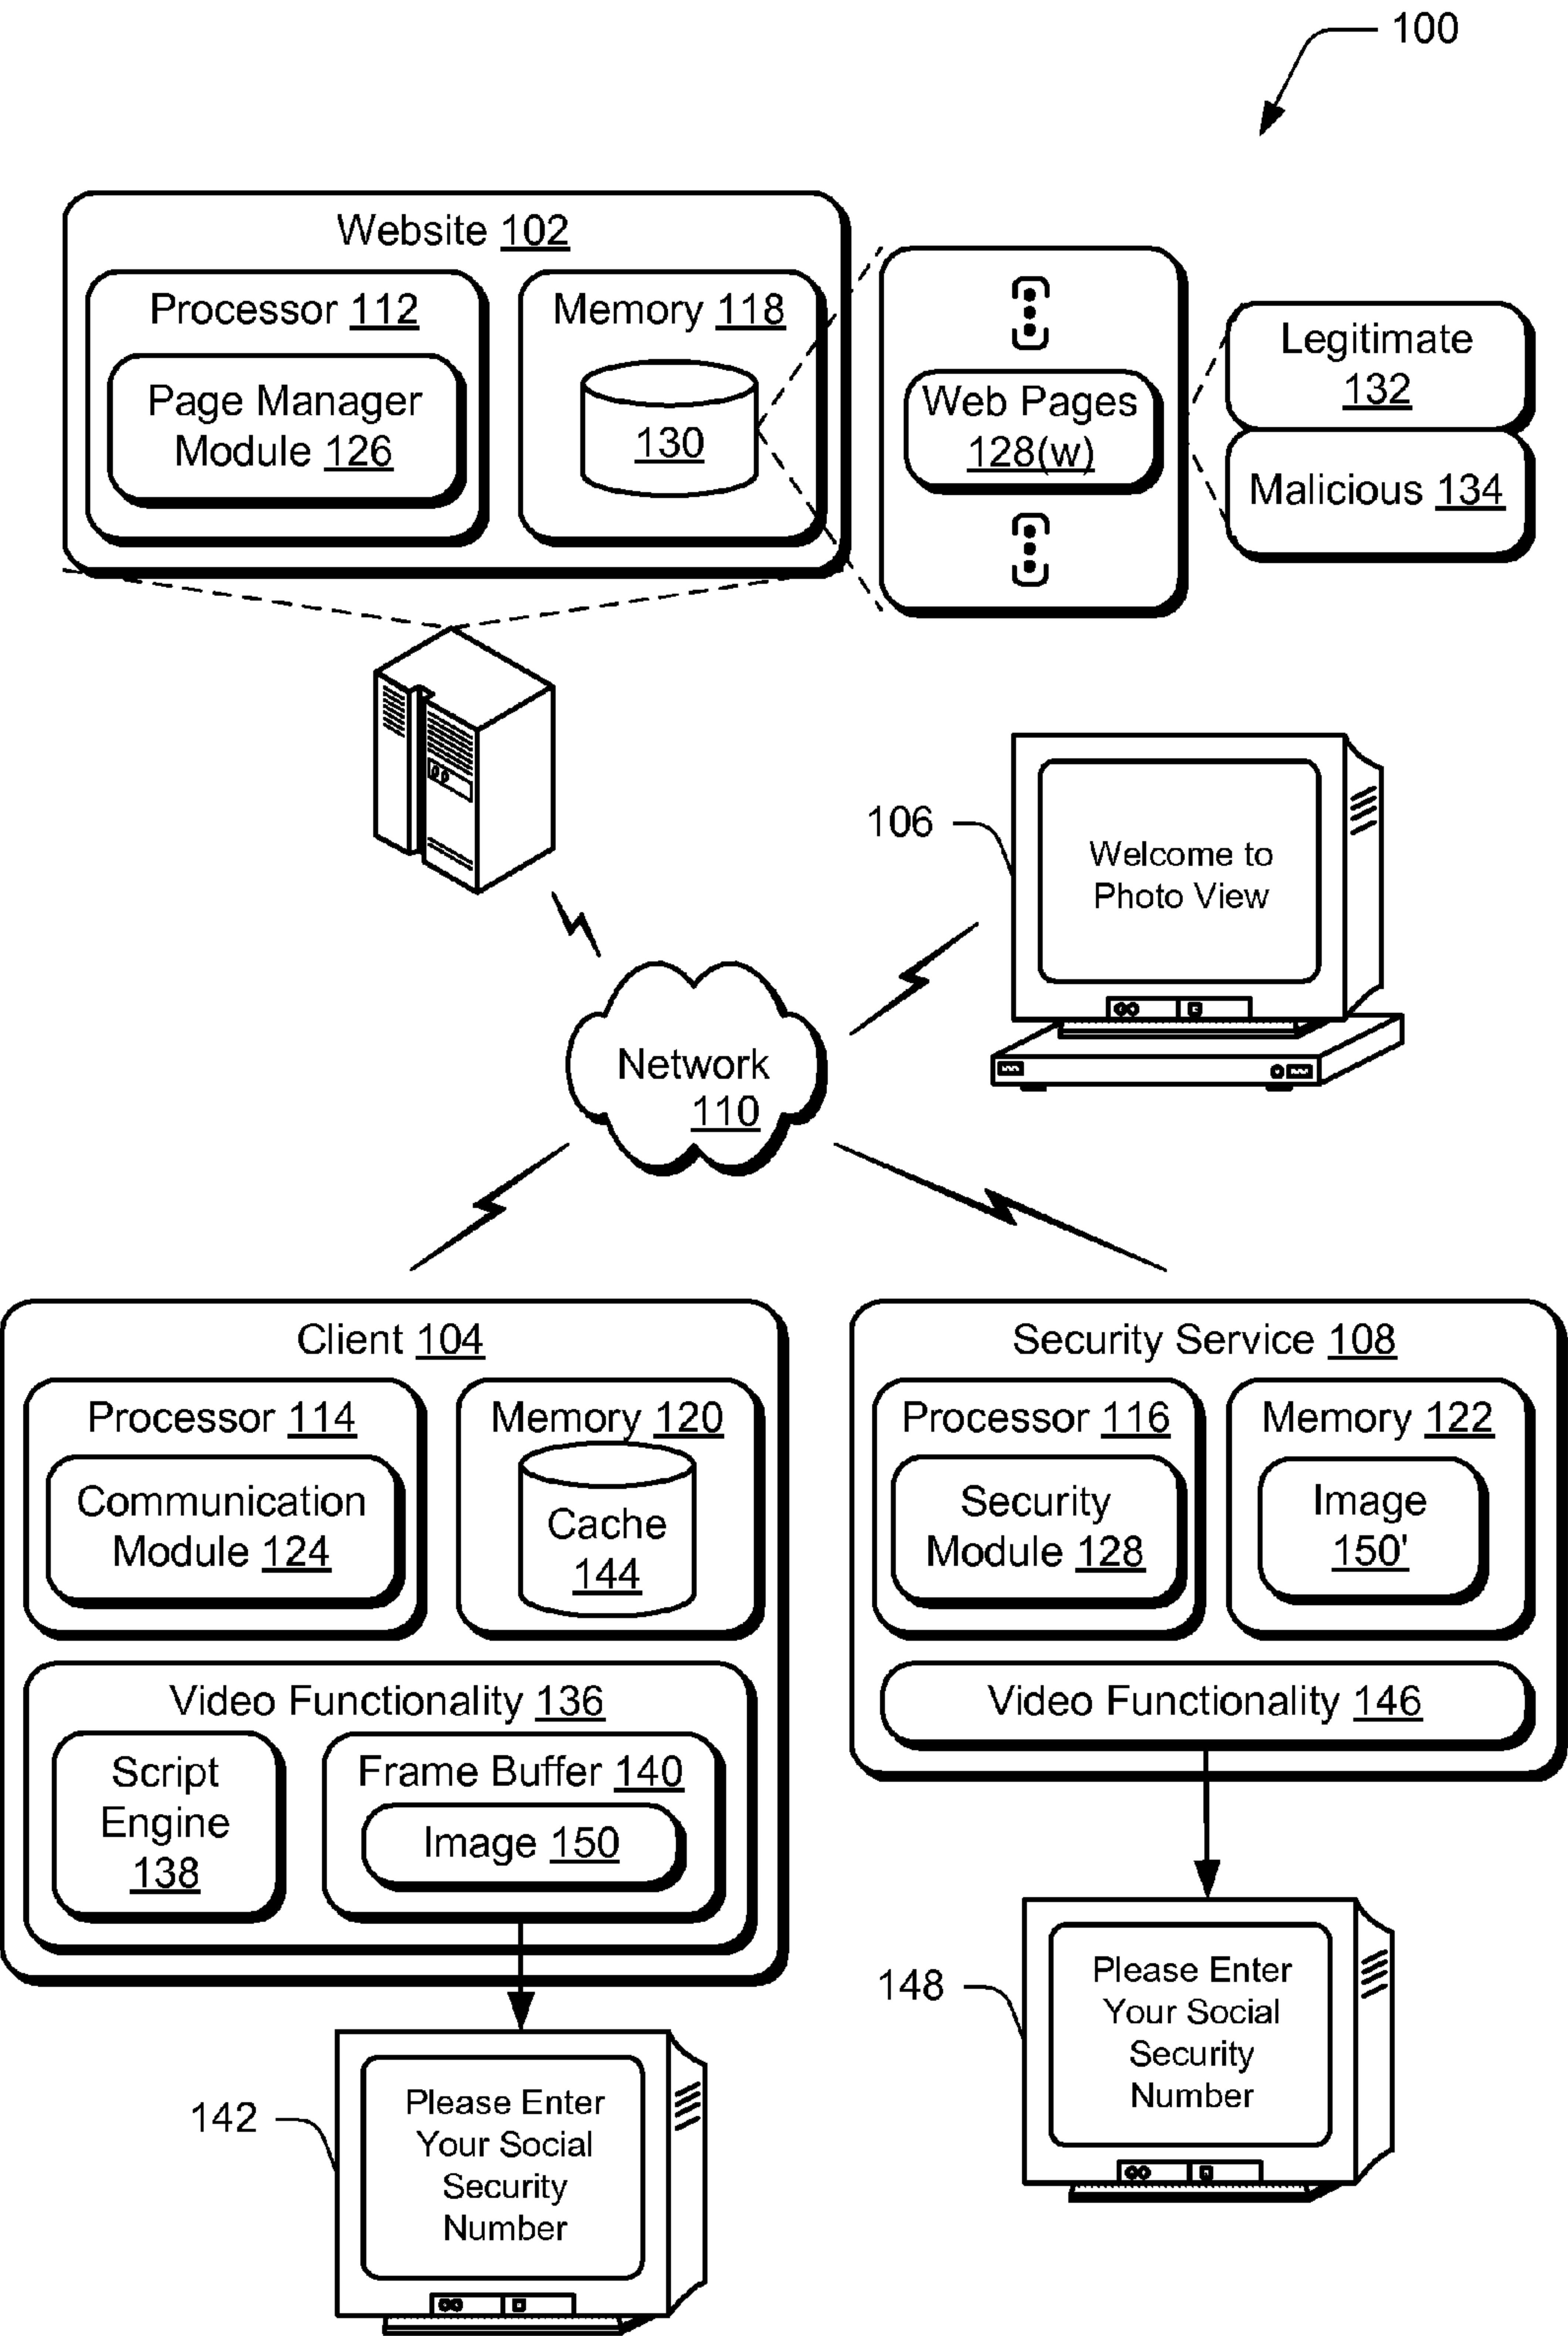 100
Website 102
Processor 112
Page Manager
Module 126
Memory 118
130
Web Pages
128(w)
Legitimate
132
Malicious 134
106
Welcome to
Photo View
Network
110
Client 104
Processor 114
Communication
Module 124
Memory 120
Cache
144
Video Functionality 136
Script
Engine
138
Frame Buffer 140
Image 150
142
Please Enter
Your Social
Security
Number
Security Service 108
Processor 116
Security
Module 128
Memory 122
Image
150'
Video Functionality 146
148
Please Enter
Your Social
Security
Number